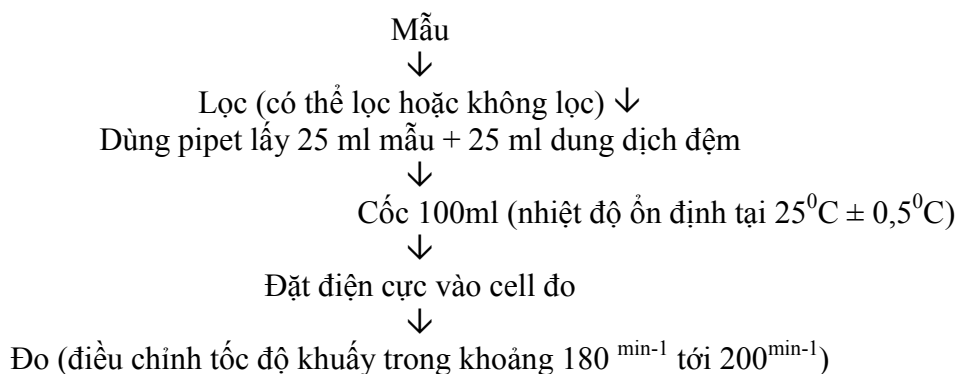 Mẫu
↓
Lọc (có thể lọc hoặc không lọc) ↓
Dùng pipet lấy 25 ml mẫu + 25 ml dung dịch đệm
↓
Cốc 100ml (nhiệt độ ổn định tại 25⁰C ± 0,5⁰C)
↓
Đặt điện cực vào cell đo
↓
Đo (điều chỉnh tốc độ khuấy trong khoảng 180 min-1 tới 200min-1)